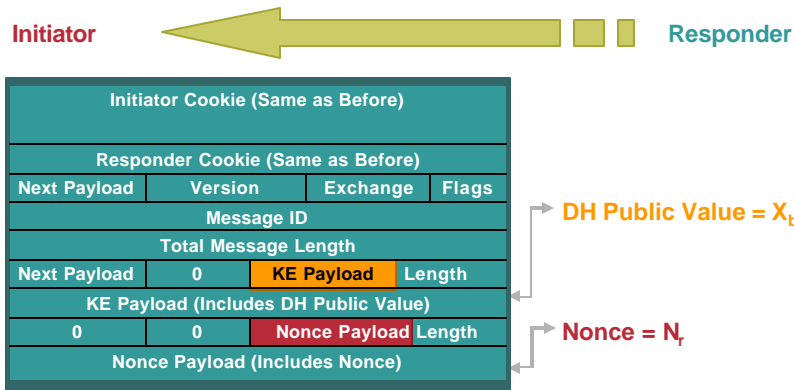 Initiator
Responder
Initiator Cookie (Same as Before)
Responder Cookie (Same as Before)
Next Payload Version Exchange Flags
Message ID
Total Message Length
Next Payload 0 KE Payload Length
KE Payload (Includes DH Public Value)
0 0 Nonce Payload Length
Nonce Payload (Includes Nonce)
DH Public Value = Xb
Nonce = Nr